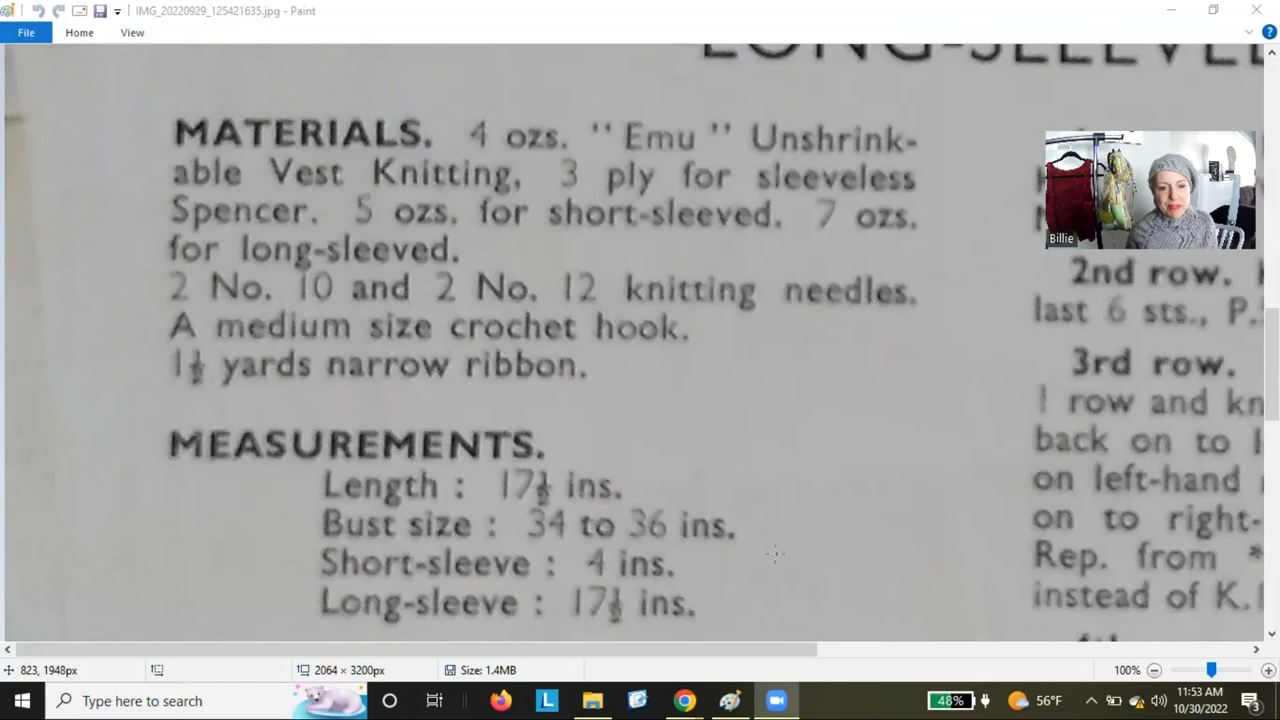 IMG_20220929_125421635.jpg - Paint
File
Home
View
LONG-SLEEVE
MATERIALS. 4 ozs. " Emu " Unshrink-
able Vest Knitting, 3 ply for sleeveless
Spencer. 5 ozs. for short-sleeved. 7 ozs.
for long-sleeved.
2 No. 10 and 2 No. 12 knitting needles.
A medium size crochet hook.
1½ yards narrow ribbon.
MEASUREMENTS.
Length : 17½ ins.
Bust size : 34 to 36 ins.
Short-sleeve : 4 ins.
Long-sleeve : 17½ ins.
Billie
2nd row.
last 6 sts., P.
3rd row.
1 row and kn
back on to
on left-hand
on to right-
Rep. from *
instead of K.
823, 1948px
2064 × 3200px
Size: 1.4MB
100%
Type here to search
48%
56°F
11:53 AM
10/30/2022
3